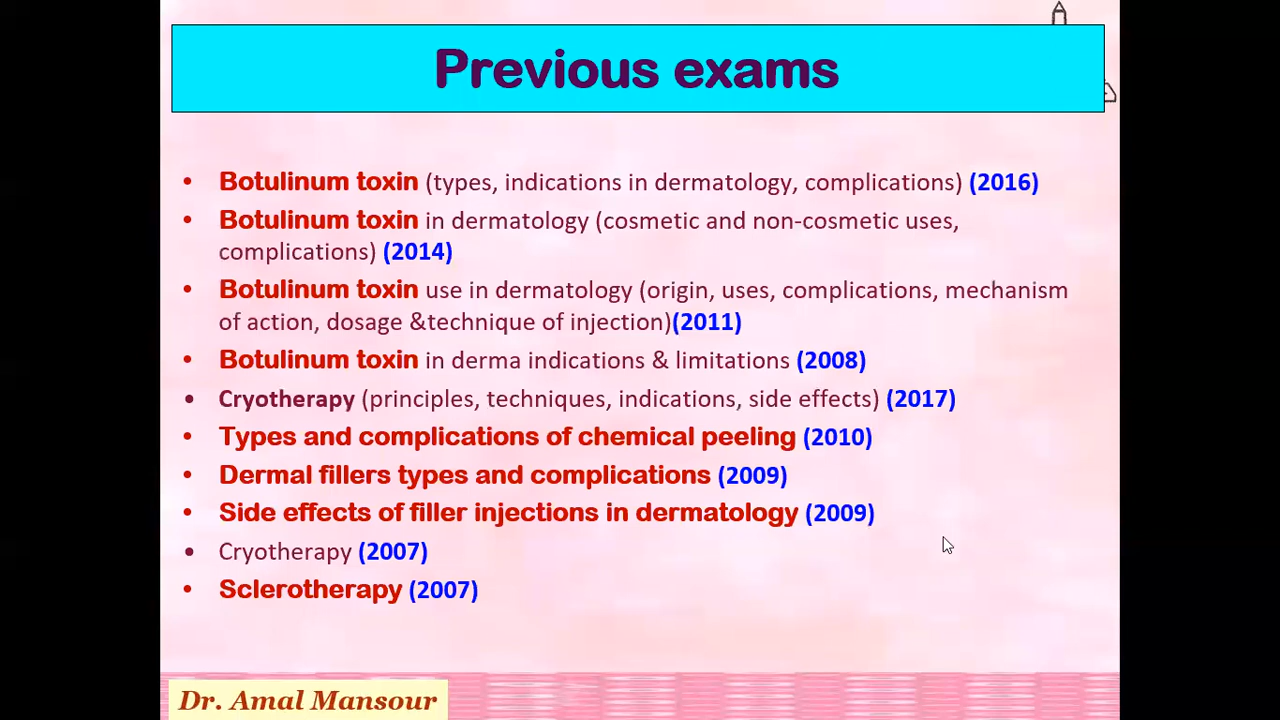 Previous exams
• Botulinum toxin (types, indications in dermatology, complications) (2016)
• Botulinum toxin in dermatology (cosmetic and non-cosmetic uses,
complications) (2014)
• Botulinum toxin use in dermatology (origin, uses, complications, mechanism
of action, dosage &technique of injection)(2011)
• Botulinum toxin in derma indications & limitations (2008)
• Cryotherapy (principles, techniques, indications, side effects) (2017)
• Types and complications of chemical peeling (2010)
• Dermal fillers types and complications (2009)
• Side effects of filler injections in dermatology (2009)
• Cryotherapy (2007)
• Sclerotherapy (2007)
Dr. Amal Mansour